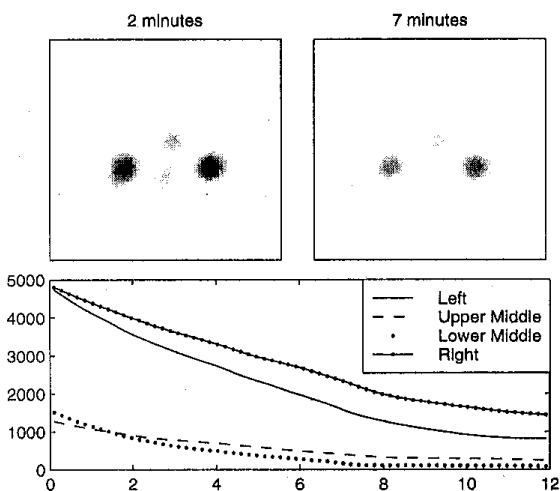 2 minutes
7 minutes
5000
4000
3000
2000
1000
0
Left
Upper Middle
Lower Middle
Right
0 2 4 6 8 10 12